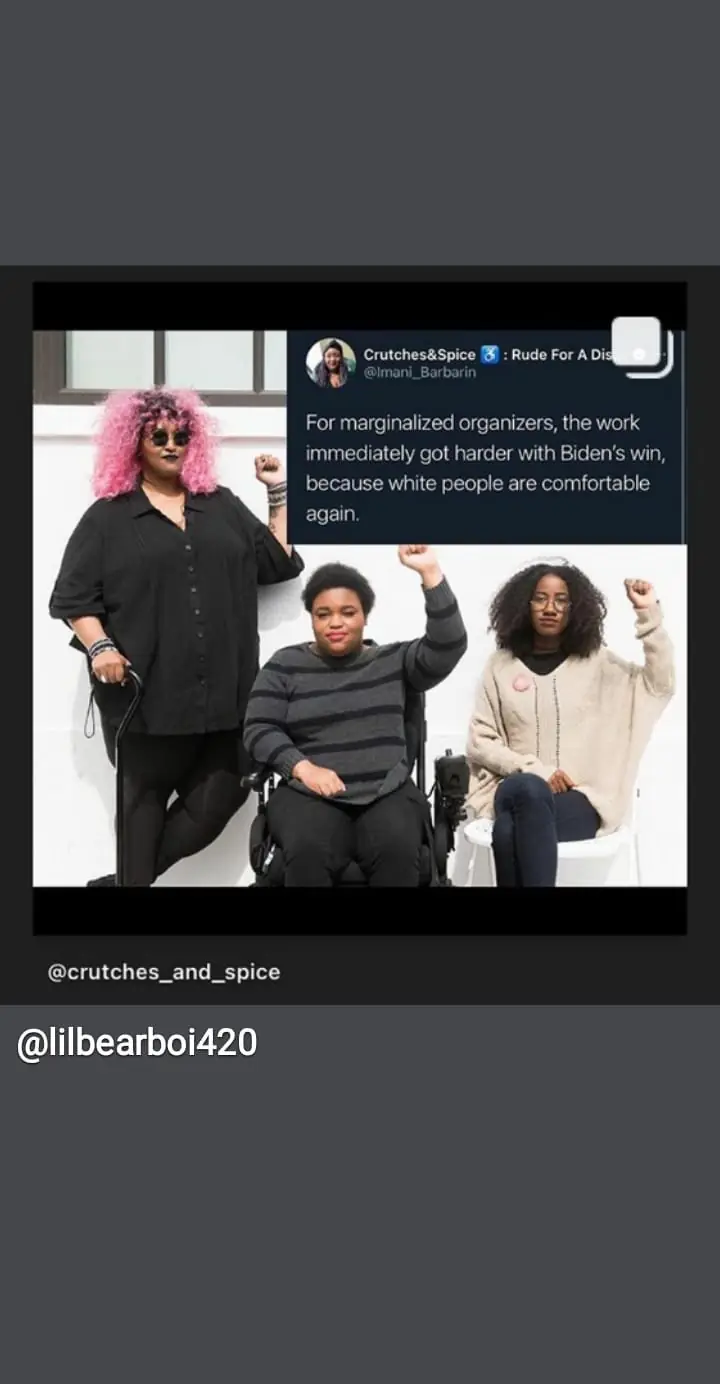 Crutches&Spice ♿ : Rude For A Dis
@Imani_Barbarin
For marginalized organizers, the work
immediately got harder with Biden's win,
because white people are comfortable
again.
@crutches_and_spice
@lilbearboi420